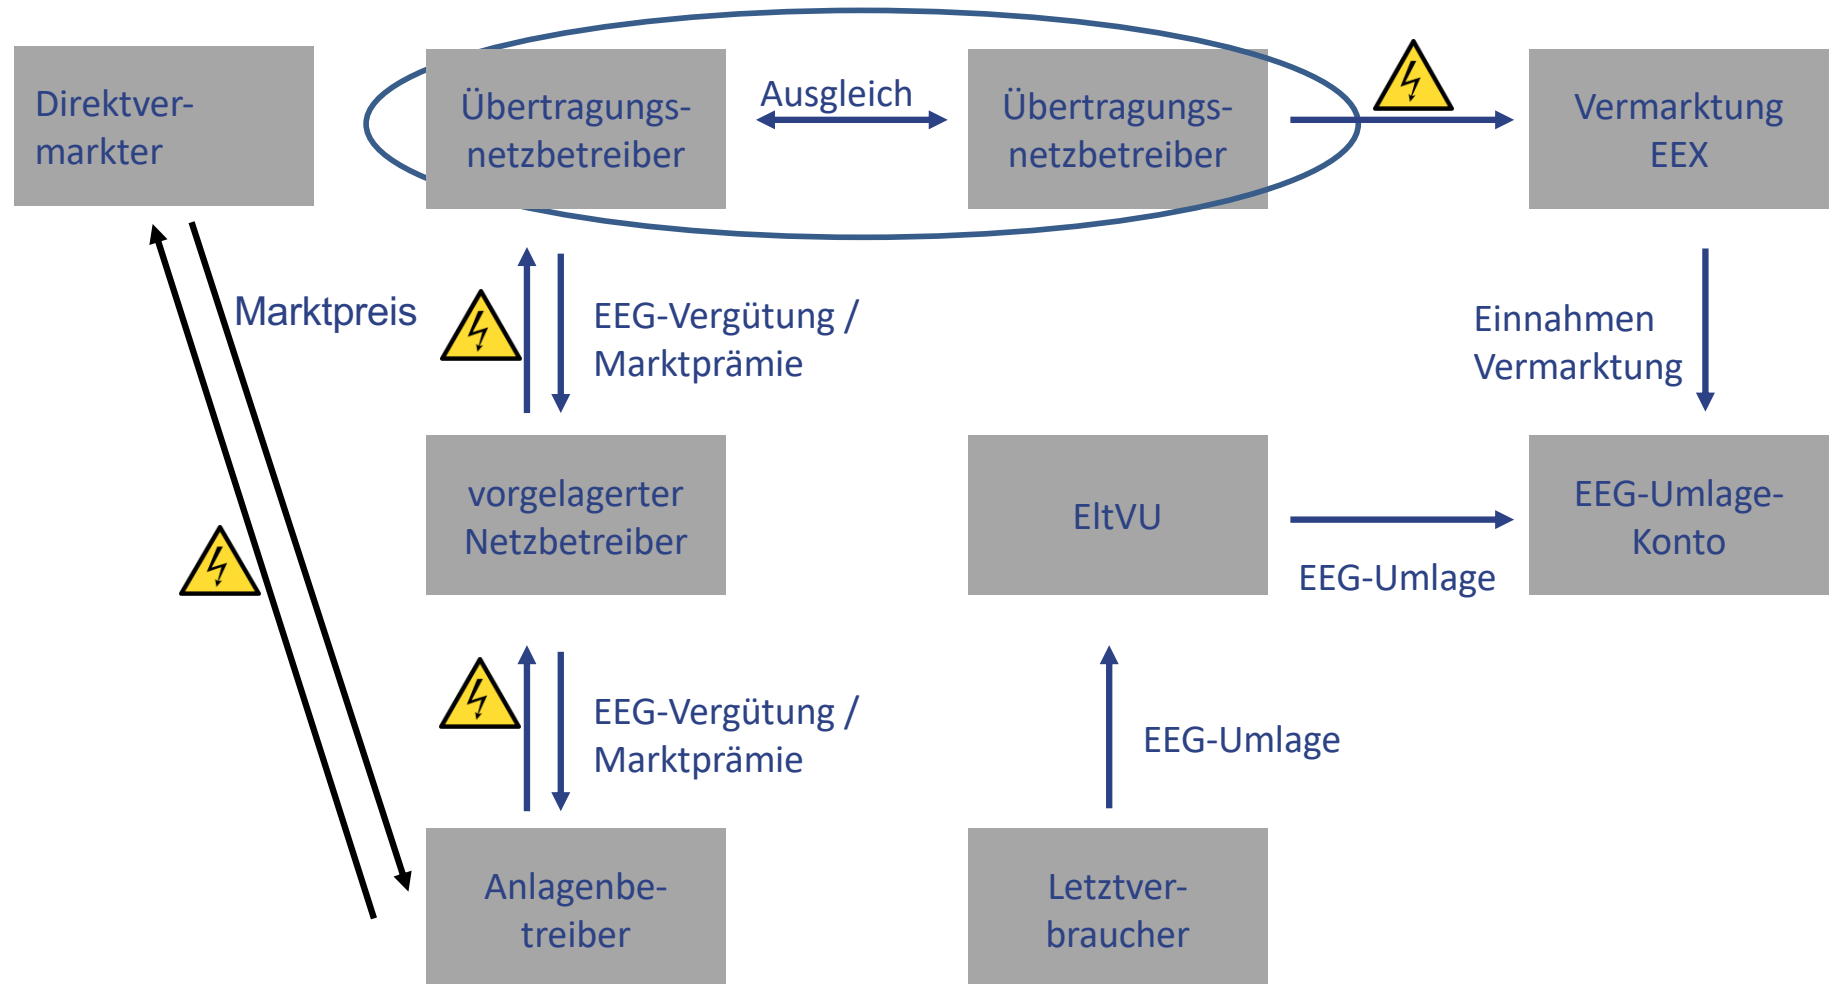 Direktver-
markter
Übertragungs-
netzbetreiber
Ausgleich
Übertragungs-
netzbetreiber
Vermarktung
EEX
Marktpreis
EEG-Vergütung /
Marktprämie
Einnahmen
Vermarktung
vorgelagerter
Netzbetreiber
EltVU
EEG-Umlage
EEG-Umlage-
Konto
EEG-Vergütung /
Marktprämie
EEG-Umlage
Anlagenbe-
treiber
Letztver-
braucher